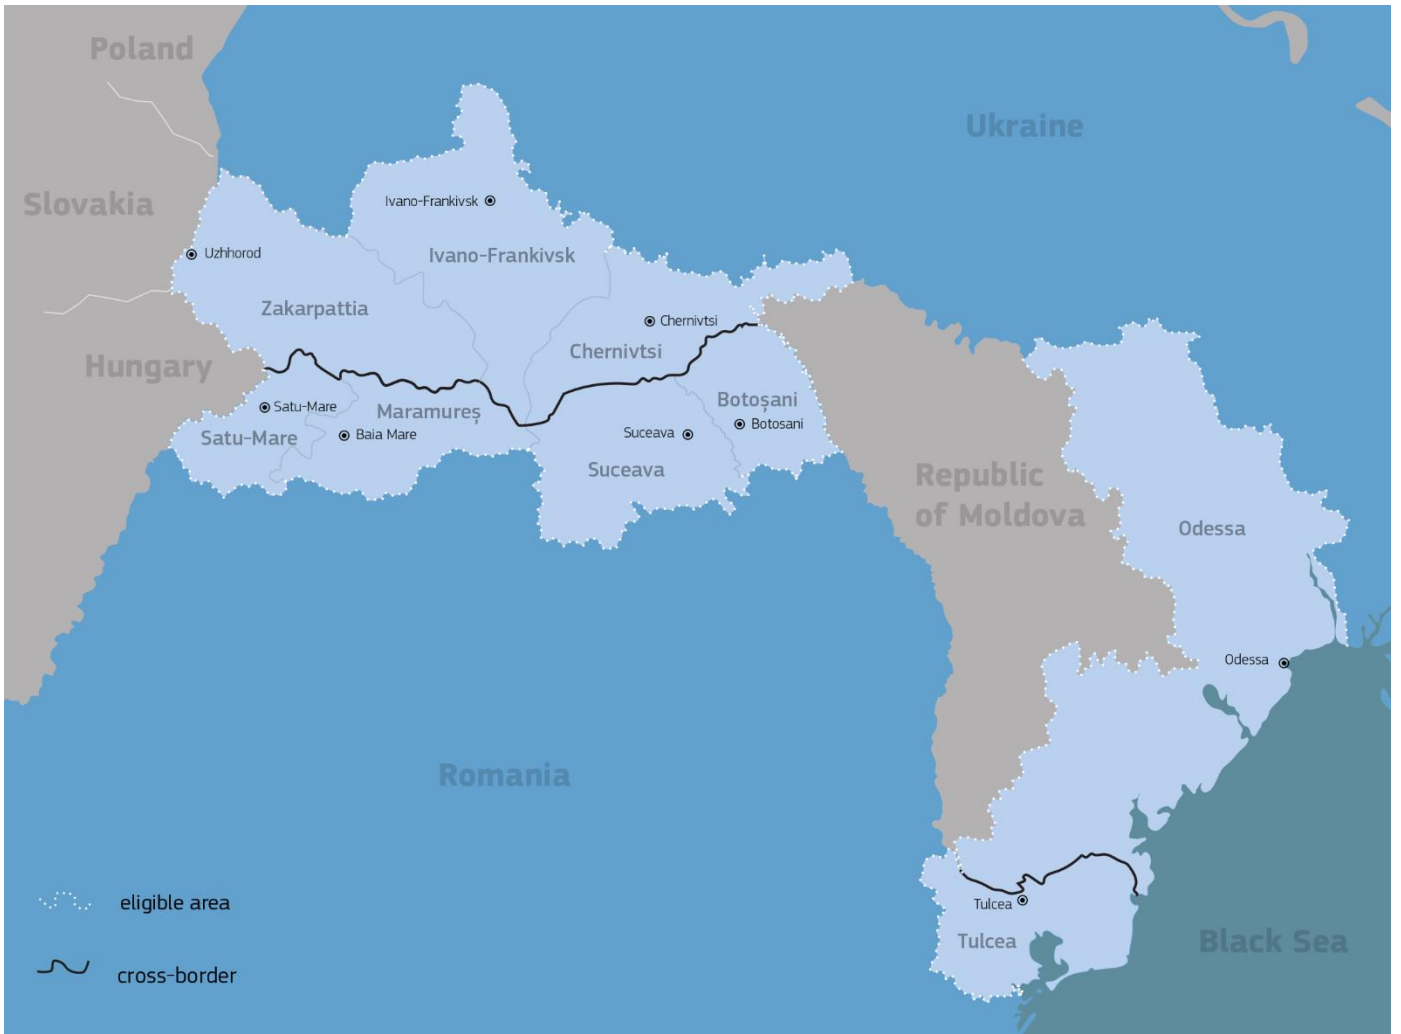 Poland
Ukraine
Slovakia
Ivano-Frankivsk
Uzhhorod
Ivano-Frankivsk
Zakarpattia
Chernivtsi
Chernivtsi
Hungary
Satu-Mare
Maramureș
Botoșani
Satu-Mare
Baia Mare
Suceava
Botosani
Suceava
Republic
of Moldova
Odessa
Odessa
Romania
eligible area
Tulcea
Tulcea
Black Sea
cross-border